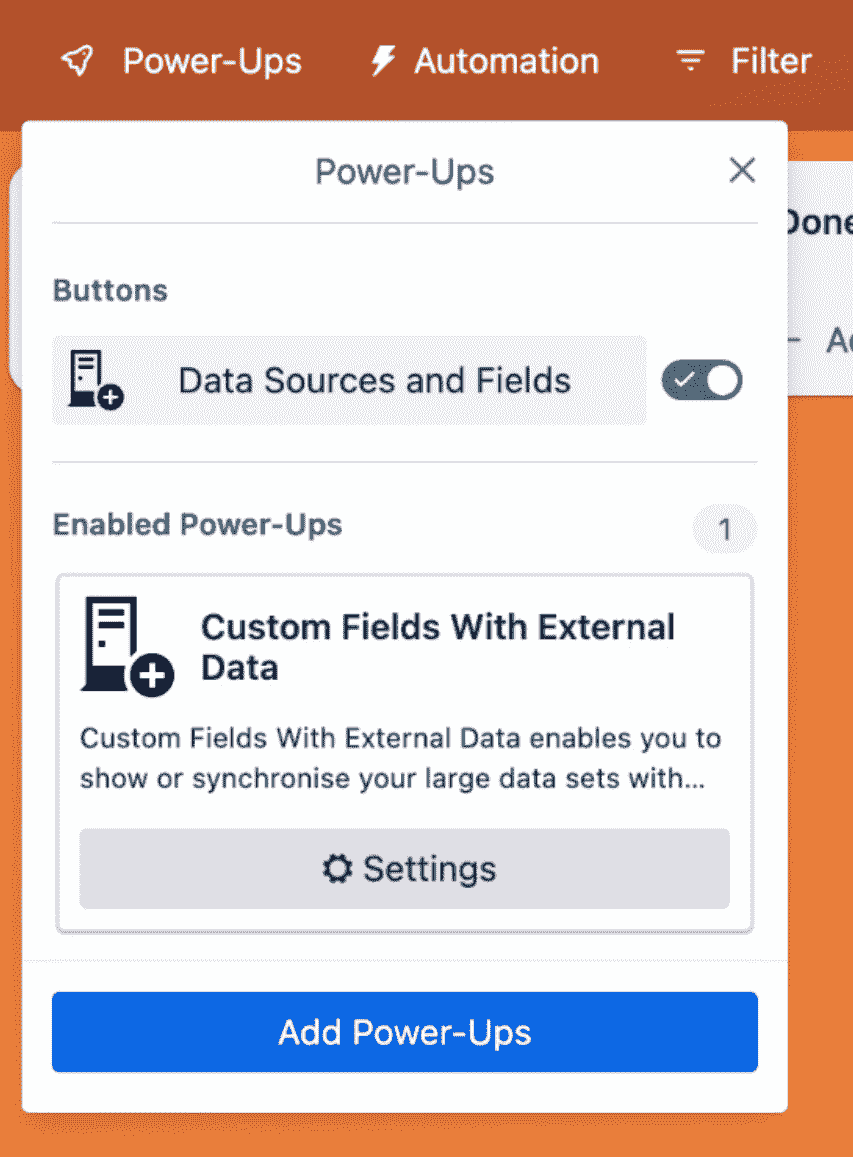 Power-Ups Automation Filter
Power-Ups
Done
Buttons
Data Sources and Fields
Enabled Power-Ups 1
Custom Fields With External
Data
Custom Fields With External Data enables you to
show or synchronise your large data sets with...
Settings
Add Power-Ups